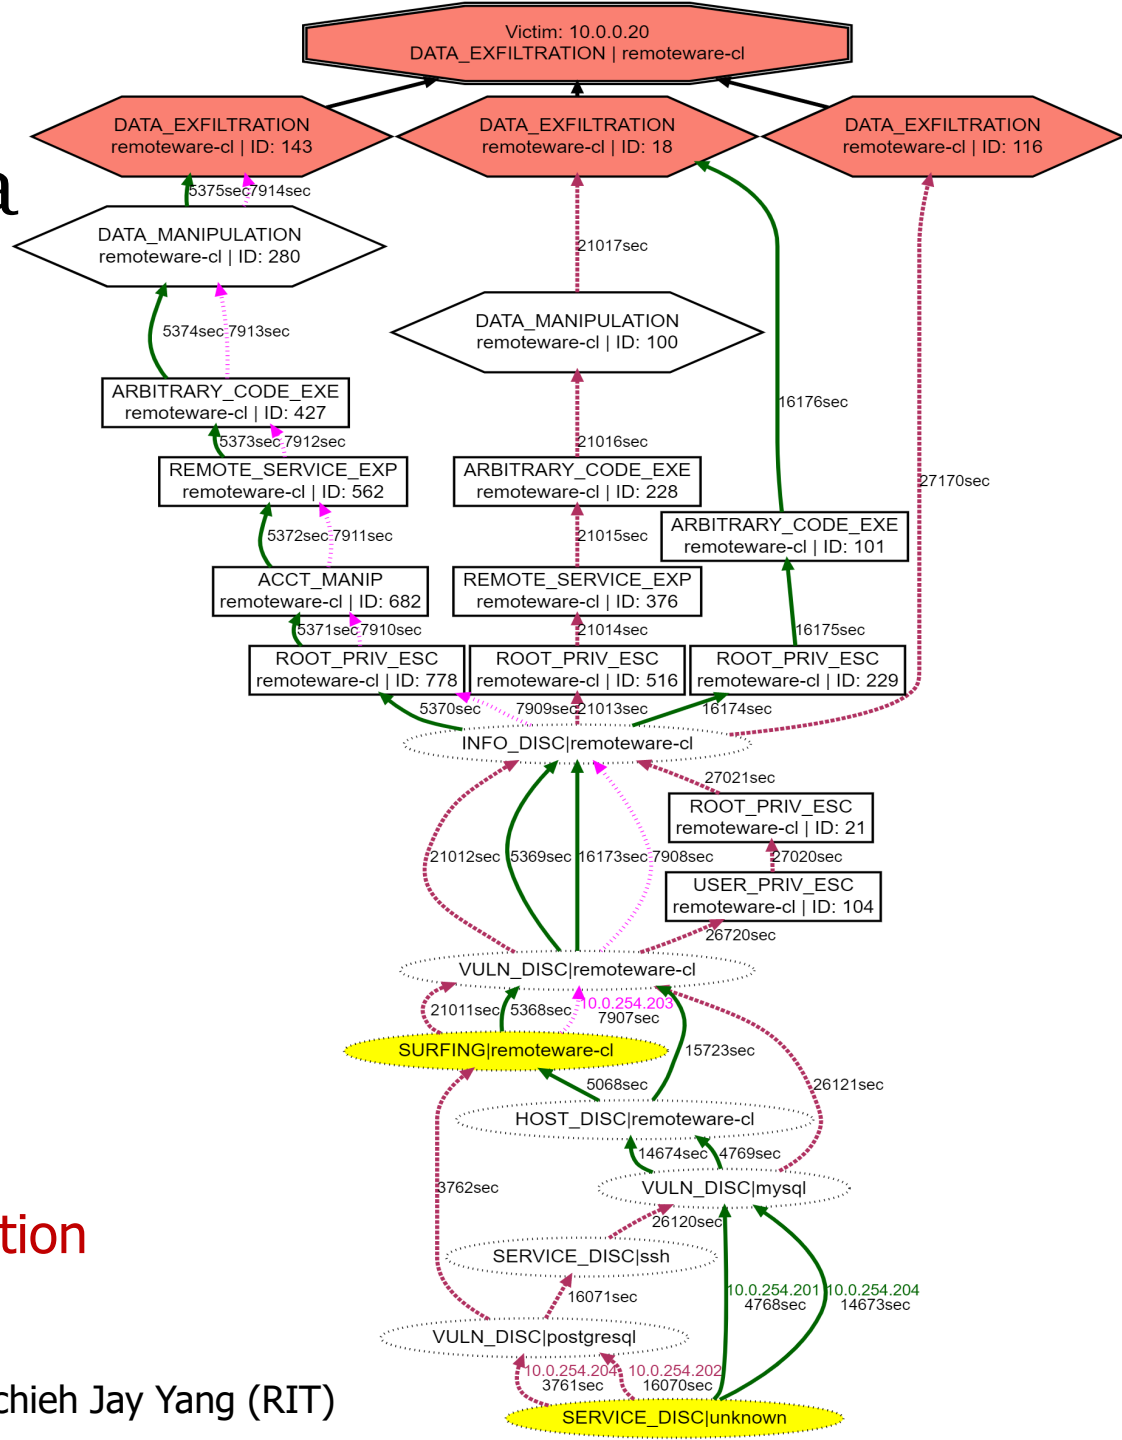 Victim: 10.0.0.20
DATA_EXFILTRATION | remoteware-cl
DATA_EXFILTRATION
remoteware-cl | ID: 143
DATA_EXFILTRATION
remoteware-cl | ID: 18
DATA_EXFILTRATION
remoteware-cl | ID: 116
a
5375sec
7914sec
DATA_MANIPULATION
remoteware-cl | ID: 280
21017sec
5374sec
7913sec
DATA_MANIPULATION
remoteware-cl | ID: 100
ARBITRARY_CODE_EXE
remoteware-cl | ID: 427
16176sec
5373sec
7912sec
21016sec
REMOTE_SERVICE_EXP
remoteware-cl | ID: 562
ARBITRARY_CODE_EXE
remoteware-cl | ID: 228
27170sec
5372sec
7911sec
21015sec
ARBITRARY_CODE_EXE
remoteware-cl | ID: 101
ACCT_MANIP
remoteware-cl | ID: 682
REMOTE_SERVICE_EXP
remoteware-cl | ID: 376
5371sec
7910sec
21014sec
16175sec
ROOT_PRIV_ESC
remoteware-cl | ID: 778
ROOT_PRIV_ESC
remoteware-cl | ID: 516
ROOT_PRIV_ESC
remoteware-cl | ID: 229
5370sec
7909sec
21013sec
16174sec
INFO_DISC|remoteware-cl
27021sec
ROOT_PRIV_ESC
remoteware-cl | ID: 21
21012sec
5369sec
16173sec
7908sec
27020sec
USER_PRIV_ESC
remoteware-cl | ID: 104
26720sec
VULN_DISC|remoteware-cl
21011sec
5368sec
10.0.254.203
7907sec
SURFING|remoteware-cl
15723sec
5068sec
26121sec
HOST_DISC|remoteware-cl
14674sec
4769sec
VULN_DISC|mysql
3762sec
26120sec
tion
SERVICE_DISC|ssh
16071sec
10.0.254.201
4768sec
10.0.254.204
14673sec
VULN_DISC|postgresql
10.0.254.204
3761sec
10.0.254.202
16070sec
chieh Jay Yang (RIT)
SERVICE_DISC|unknown